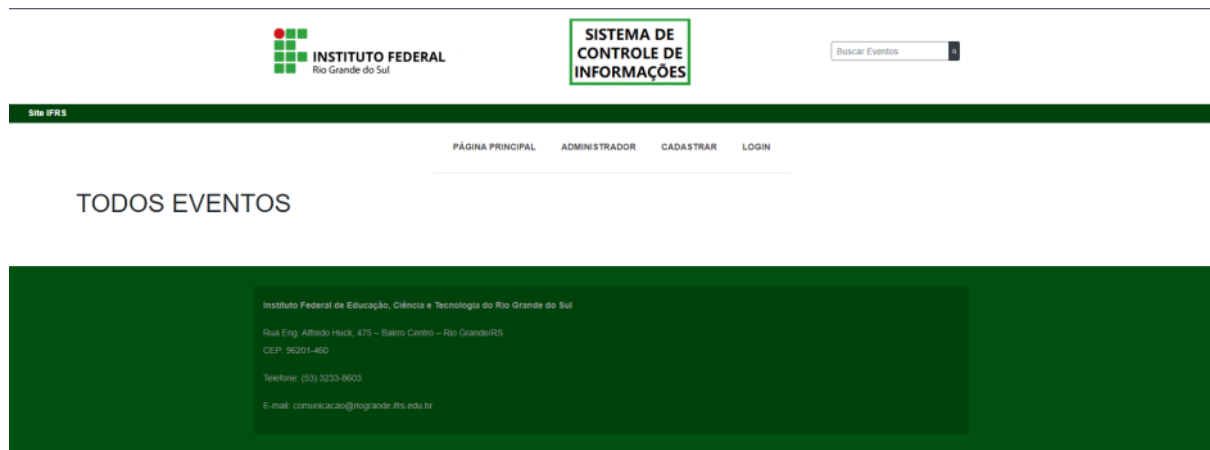 INSTITUTO FEDERAL
Rio Grande do Sul
SISTEMA DE
CONTROLE DE
INFORMAÇÕES
Buscar Eventos
Site IFRS
PÁGINA PRINCIPAL ADMINISTRADOR CADASTRAR LOGIN
TODOS EVENTOS
Instituto Federal de Educação, Ciência e Tecnologia do Rio Grande do Sul
Rua Eng. Alfredo Huck, 475 – Bairro Centro – Rio Grande/RS
CEP: 96201-460
Telefone: (53) 3233-8603
E-mail: comunicacao@riogrande.ifrs.edu.br